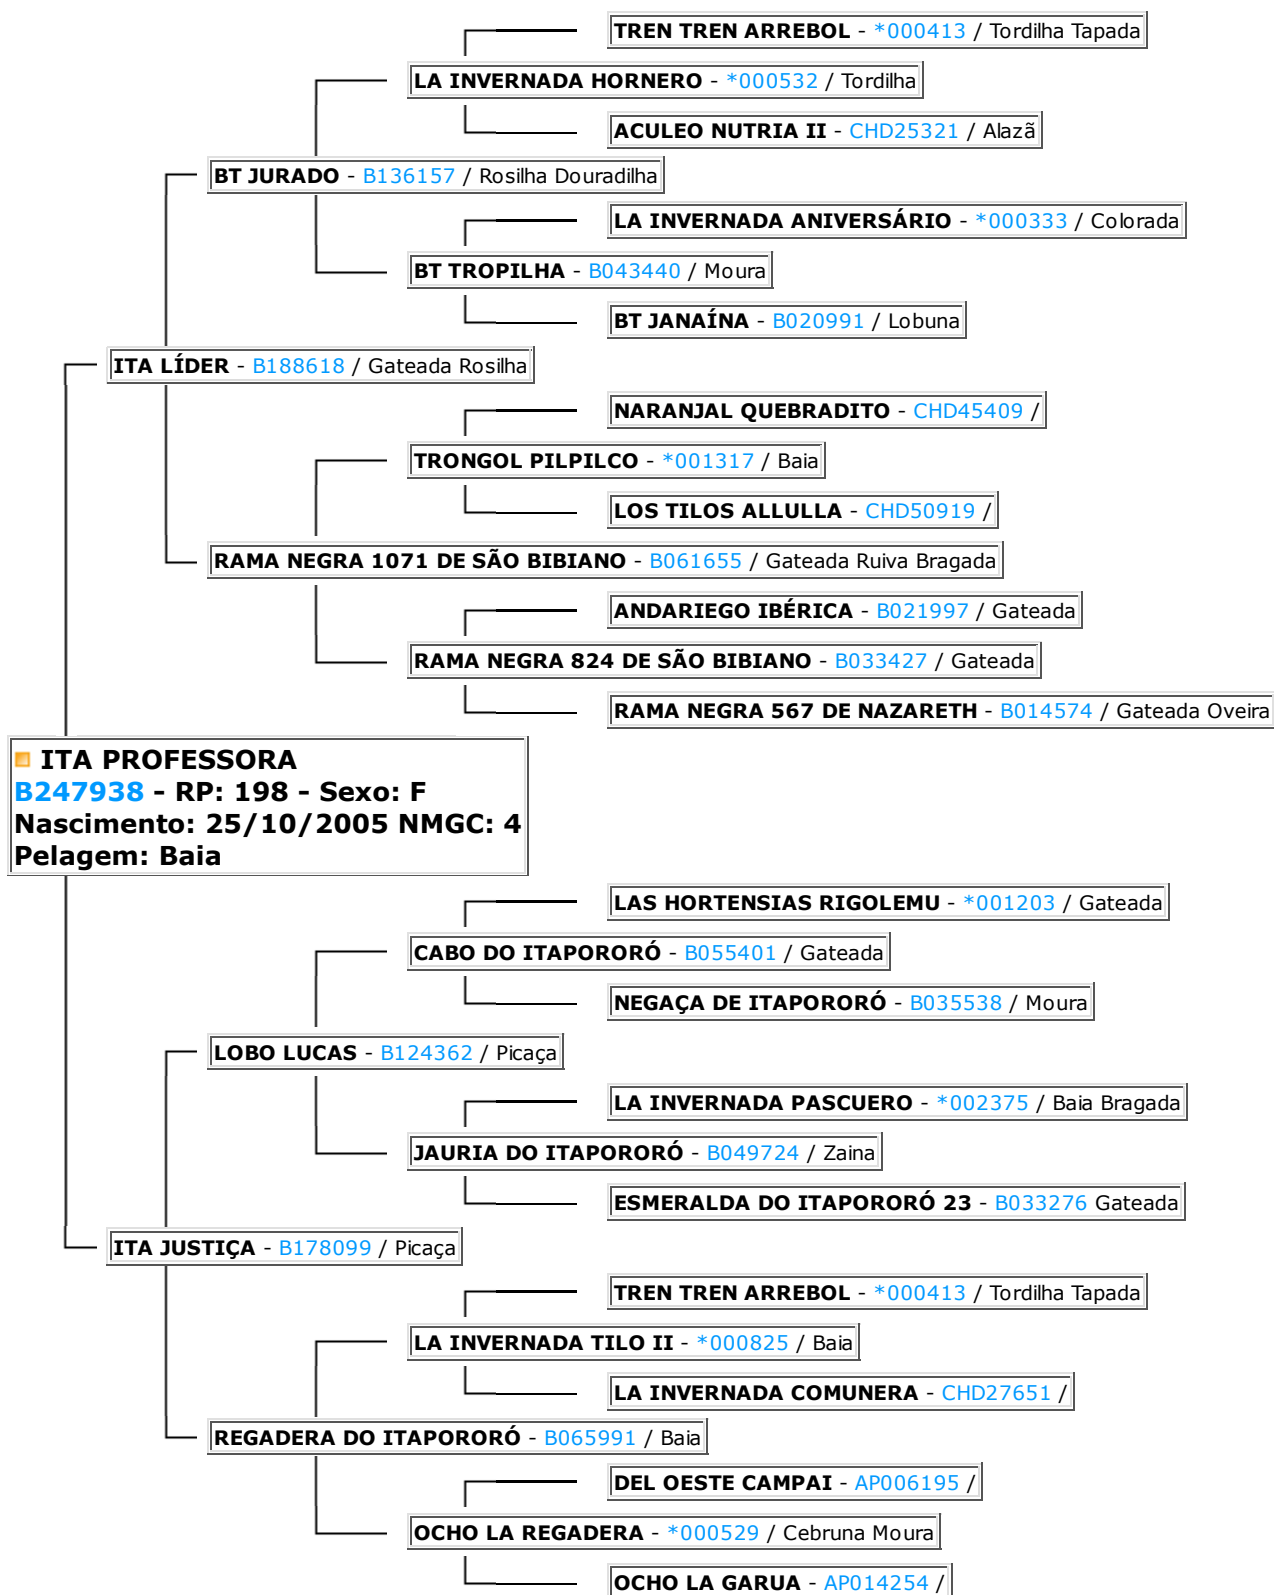 TREN TREN ARREBOL - *000413 / Tordilha Tapada
LA INVERNADA HORNERO - *000532 / Tordilha
ACULEO NUTRIA II - CHD25321 / Alazã
BT JURADO - B136157 / Rosilha Douradilha
LA INVERNADA ANIVERSÁRIO - *000333 / Colorada
BT TROPILHA - B043440 / Moura
BT JANAÍNA - B020991 / Lobuna
ITA LÍDER - B188618 / Gateada Rosilha
NARANJAL QUEBRADITO - CHD45409 /
TRONGOL PILPILCO - *001317 / Baia
LOS TILOS ALLULLA - CHD50919 /
RAMA NEGRA 1071 DE SÃO BIBIANO - B061655 / Gateada Ruiva Bragada
ANDARIEGO IBÉRICA - B021997 / Gateada
RAMA NEGRA 824 DE SÃO BIBIANO - B033427 / Gateada
RAMA NEGRA 567 DE NAZARETH - B014574 / Gateada Oveira
ITA PROFESSORA
B247938 - RP: 198 - Sexo: F
Nascimento: 25/10/2005 NMGC: 4
Pelagem: Baia
LAS HORTENSIAS RIGOLEMU - *001203 / Gateada
CABO DO ITAPORORÓ - B055401 / Gateada
NEGAÇA DE ITAPORORÓ - B035538 / Moura
LOBO LUCAS - B124362 / Picaça
LA INVERNADA PASCUERO - *002375 / Baia Bragada
JAURIA DO ITAPORORÓ - B049724 / Zaina
ESMERALDA DO ITAPORORÓ 23 - B033276 Gateada
ITA JUSTIÇA - B178099 / Picaça
TREN TREN ARREBOL - *000413 / Tordilha Tapada
LA INVERNADA TILO II - *000825 / Baia
LA INVERNADA COMUNERA - CHD27651 /
REGADERA DO ITAPORORÓ - B065991 / Baia
DEL OESTE CAMPAI - AP006195 /
OCHO LA REGADERA - *000529 / Cebruna Moura
OCHO LA GARUA - AP014254 /